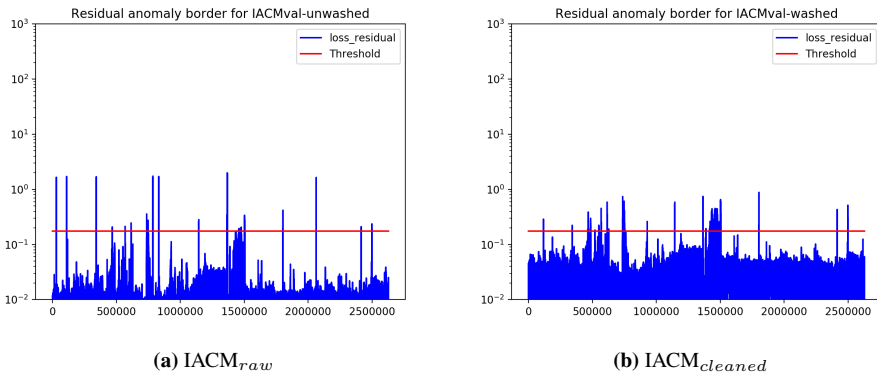 Residual anomaly border for IACMval-unwashed
10³
10²
10¹
10⁰
10⁻¹
10⁻²
loss_residual
Threshold
0 500000 1000000 1500000 2000000 2500000
(a) IACM_raw
Residual anomaly border for IACMval-washed
10³
10²
10¹
10⁰
10⁻¹
10⁻²
loss_residual
Threshold
0 500000 1000000 1500000 2000000 2500000
(b) IACM_cleaned